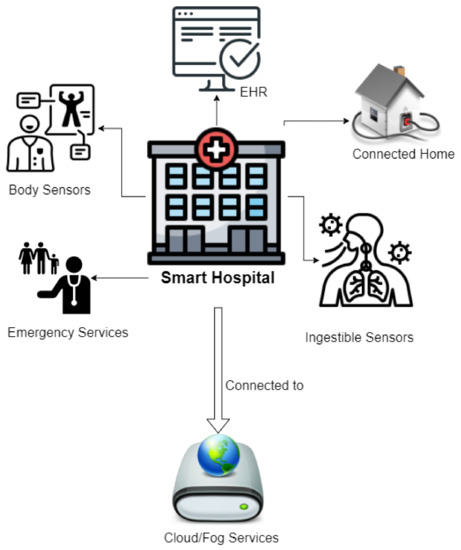 EHR
Connected Home
Body Sensors
Smart Hospital
Emergency Services
Ingestible Sensors
Connected to
Cloud/Fog Services